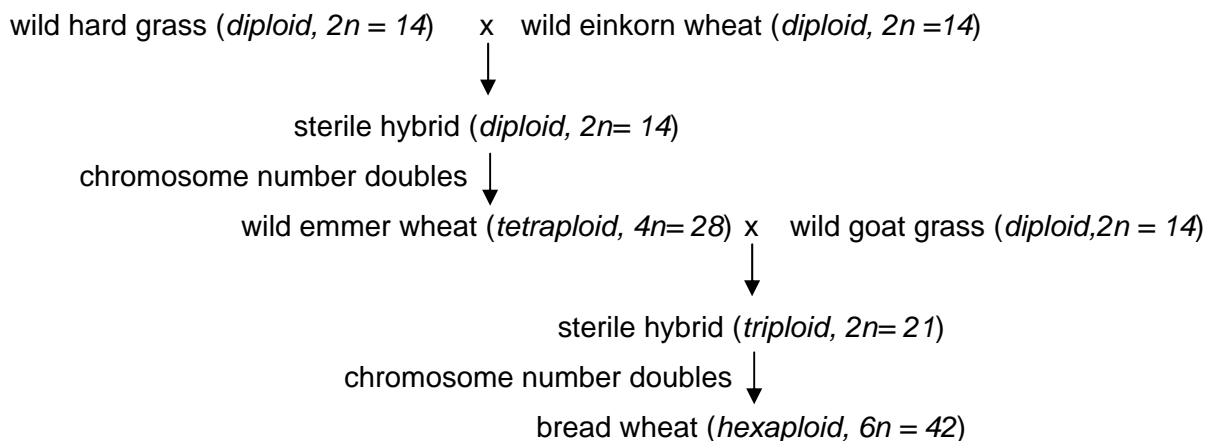 wild hard grass (diploid, 2n = 14) x wild einkorn wheat (diploid, 2n =14)
sterile hybrid (diploid, 2n= 14)
chromosome number doubles
wild emmer wheat (tetraploid, 4n= 28) x wild goat grass (diploid,2n = 14)
sterile hybrid (triploid, 2n= 21)
chromosome number doubles
bread wheat (hexaploid, 6n = 42)